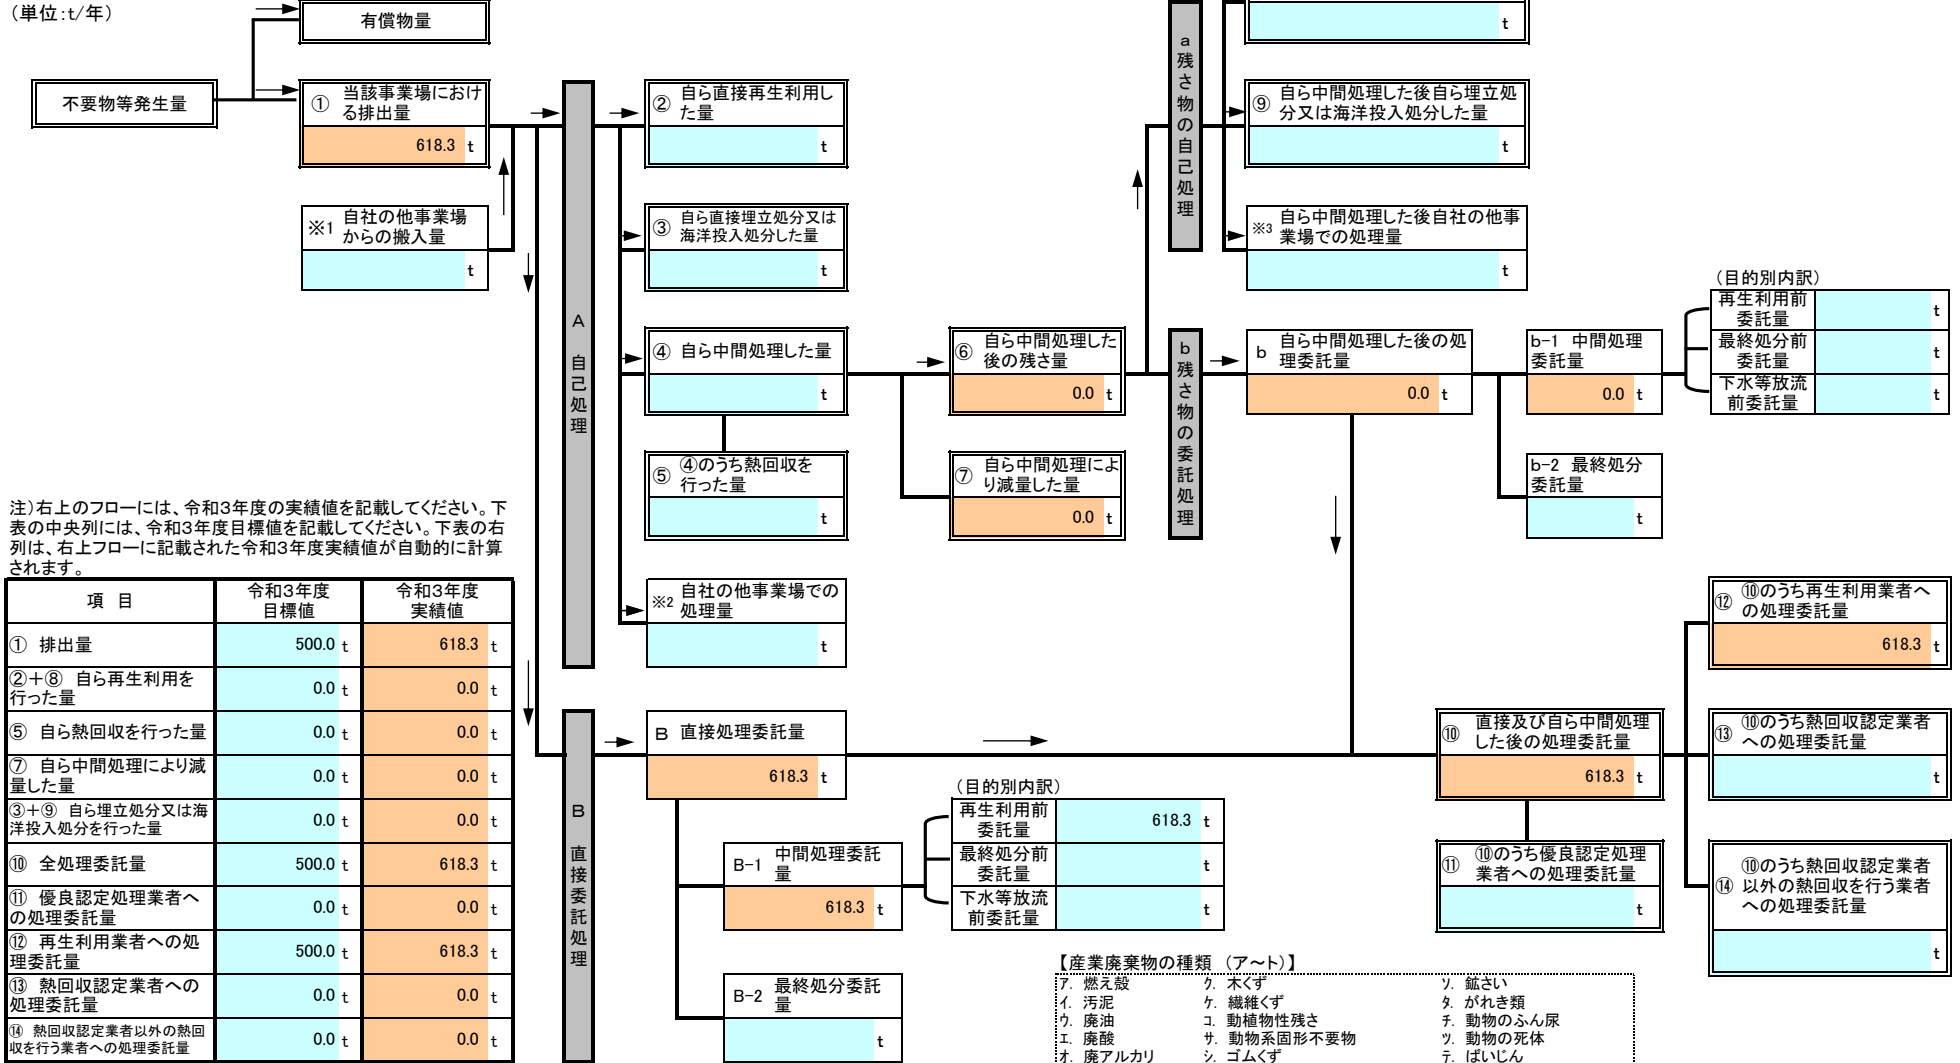 （単位：t/年）
有償物量
不要物等発生量
① 当該事業場におけ
る排出量
618.3 t
※1 自社の他事業場
からの搬入量
t
A 自己処理
② 自ら直接再生利用し
た量
t
③ 自ら直接埋立処分又は
海洋投入処分した量
t
④ 自ら中間処理した量
t
⑤ ④のうち熱回収を
行った量
t
※2 自社の他事業場での
処理量
t
⑥ 自ら中間処理した
後の残さ量
0.0 t
⑦ 自ら中間処理によ
り減量した量
0.0 t
a 残さ物の自己処理
t
⑨ 自ら中間処理した後自ら埋立処
分又は海洋投入処分した量
t
※3 自ら中間処理した後自社の他事
業場での処理量
t
b 残さ物の委託処理
b 自ら中間処理した後の処
理委託量
0.0 t
b-1 中間処理
委託量
0.0 t
b-2 最終処分
委託量
t
（目的別内訳）
再生利用前
委託量
t
最終処分前
委託量
t
下水等放流
前委託量
t
注）右上のフローには、令和3年度の実績値を記載してください。下
表の中央列には、令和3年度目標値を記載してください。下表の右
列は、右上フローに記載された令和3年度実績値が自動的に計算
されます。
項 目
令和3年度
目標値
令和3年度
実績値
① 排出量 500.0 t 618.3 t
②＋⑧ 自ら再生利用を
行った量 0.0 t 0.0 t
⑤ 自ら熱回収を行った量 0.0 t 0.0 t
⑦ 自ら中間処理により減
量した量 0.0 t 0.0 t
③＋⑨ 自ら埋立処分又は海
洋投入処分を行った量 0.0 t 0.0 t
⑩ 全処理委託量 500.0 t 618.3 t
⑪ 優良認定処理業者へ
の処理委託量 0.0 t 0.0 t
⑫ 再生利用業者への処
理委託量 500.0 t 618.3 t
⑬ 熱回収認定業者への
処理委託量 0.0 t 0.0 t
⑭ 熱回収認定業者以外の熱回
収を行う業者への処理委託量 0.0 t 0.0 t
B 直接委託処理
B 直接処理委託量
618.3 t
B-1 中間処理委託
量
618.3 t
B-2 最終処分委託
量
t
（目的別内訳）
再生利用前
委託量
618.3 t
最終処分前
委託量
t
下水等放流
前委託量
t
⑩ 直接及び自ら中間処理
した後の処理委託量
618.3 t
⑪ ⑩のうち優良認定処理
業者への処理委託量
t
⑫ ⑩のうち再生利用業者へ
の処理委託量
618.3 t
⑬ ⑩のうち熱回収認定業者
への処理委託量
t
⑭ ⑩のうち熱回収認定業者
以外の熱回収を行う業者
への処理委託量
t
【産業廃棄物の種類 （ア～ト）】
ア. 燃え殻 ク. 木くず ソ. 鉱さい
イ. 汚泥 ケ. 繊維くず タ. がれき類
ウ. 廃油 コ. 動植物性残さ チ. 動物のふん尿
エ. 廃酸 サ. 動物系固形不要物 ツ. 動物の死体
オ. 廃アルカリ シ. ゴムくず テ. ばいじん